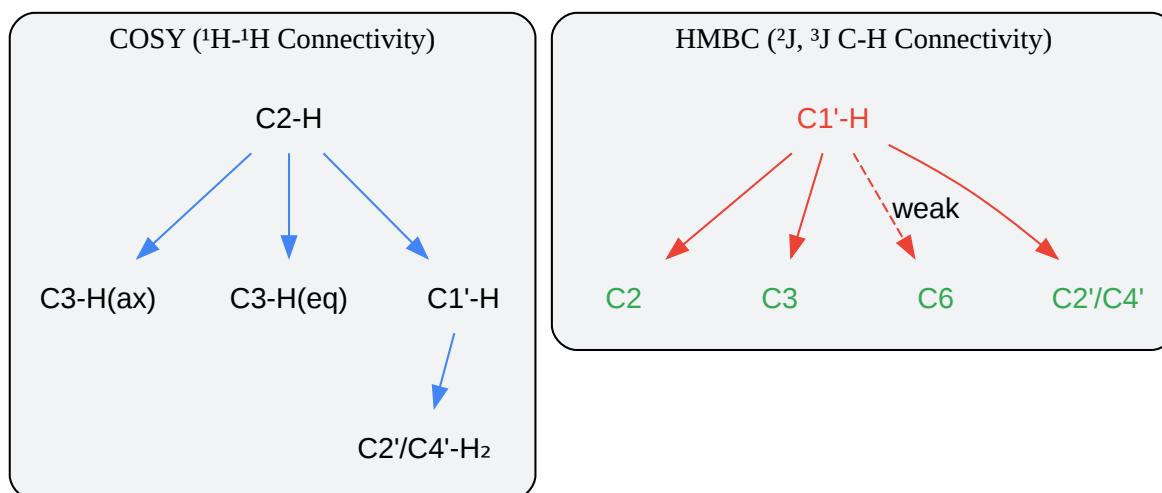 COSY (¹H-¹H Connectivity)
C2-H
C3-H(ax)
C3-H(eq)
C1'-H
C2'/C4'-H₂
HMBC (²J, ³J C-H Connectivity)
C1'-H
weak
C2
C3
C6
C2'/C4'